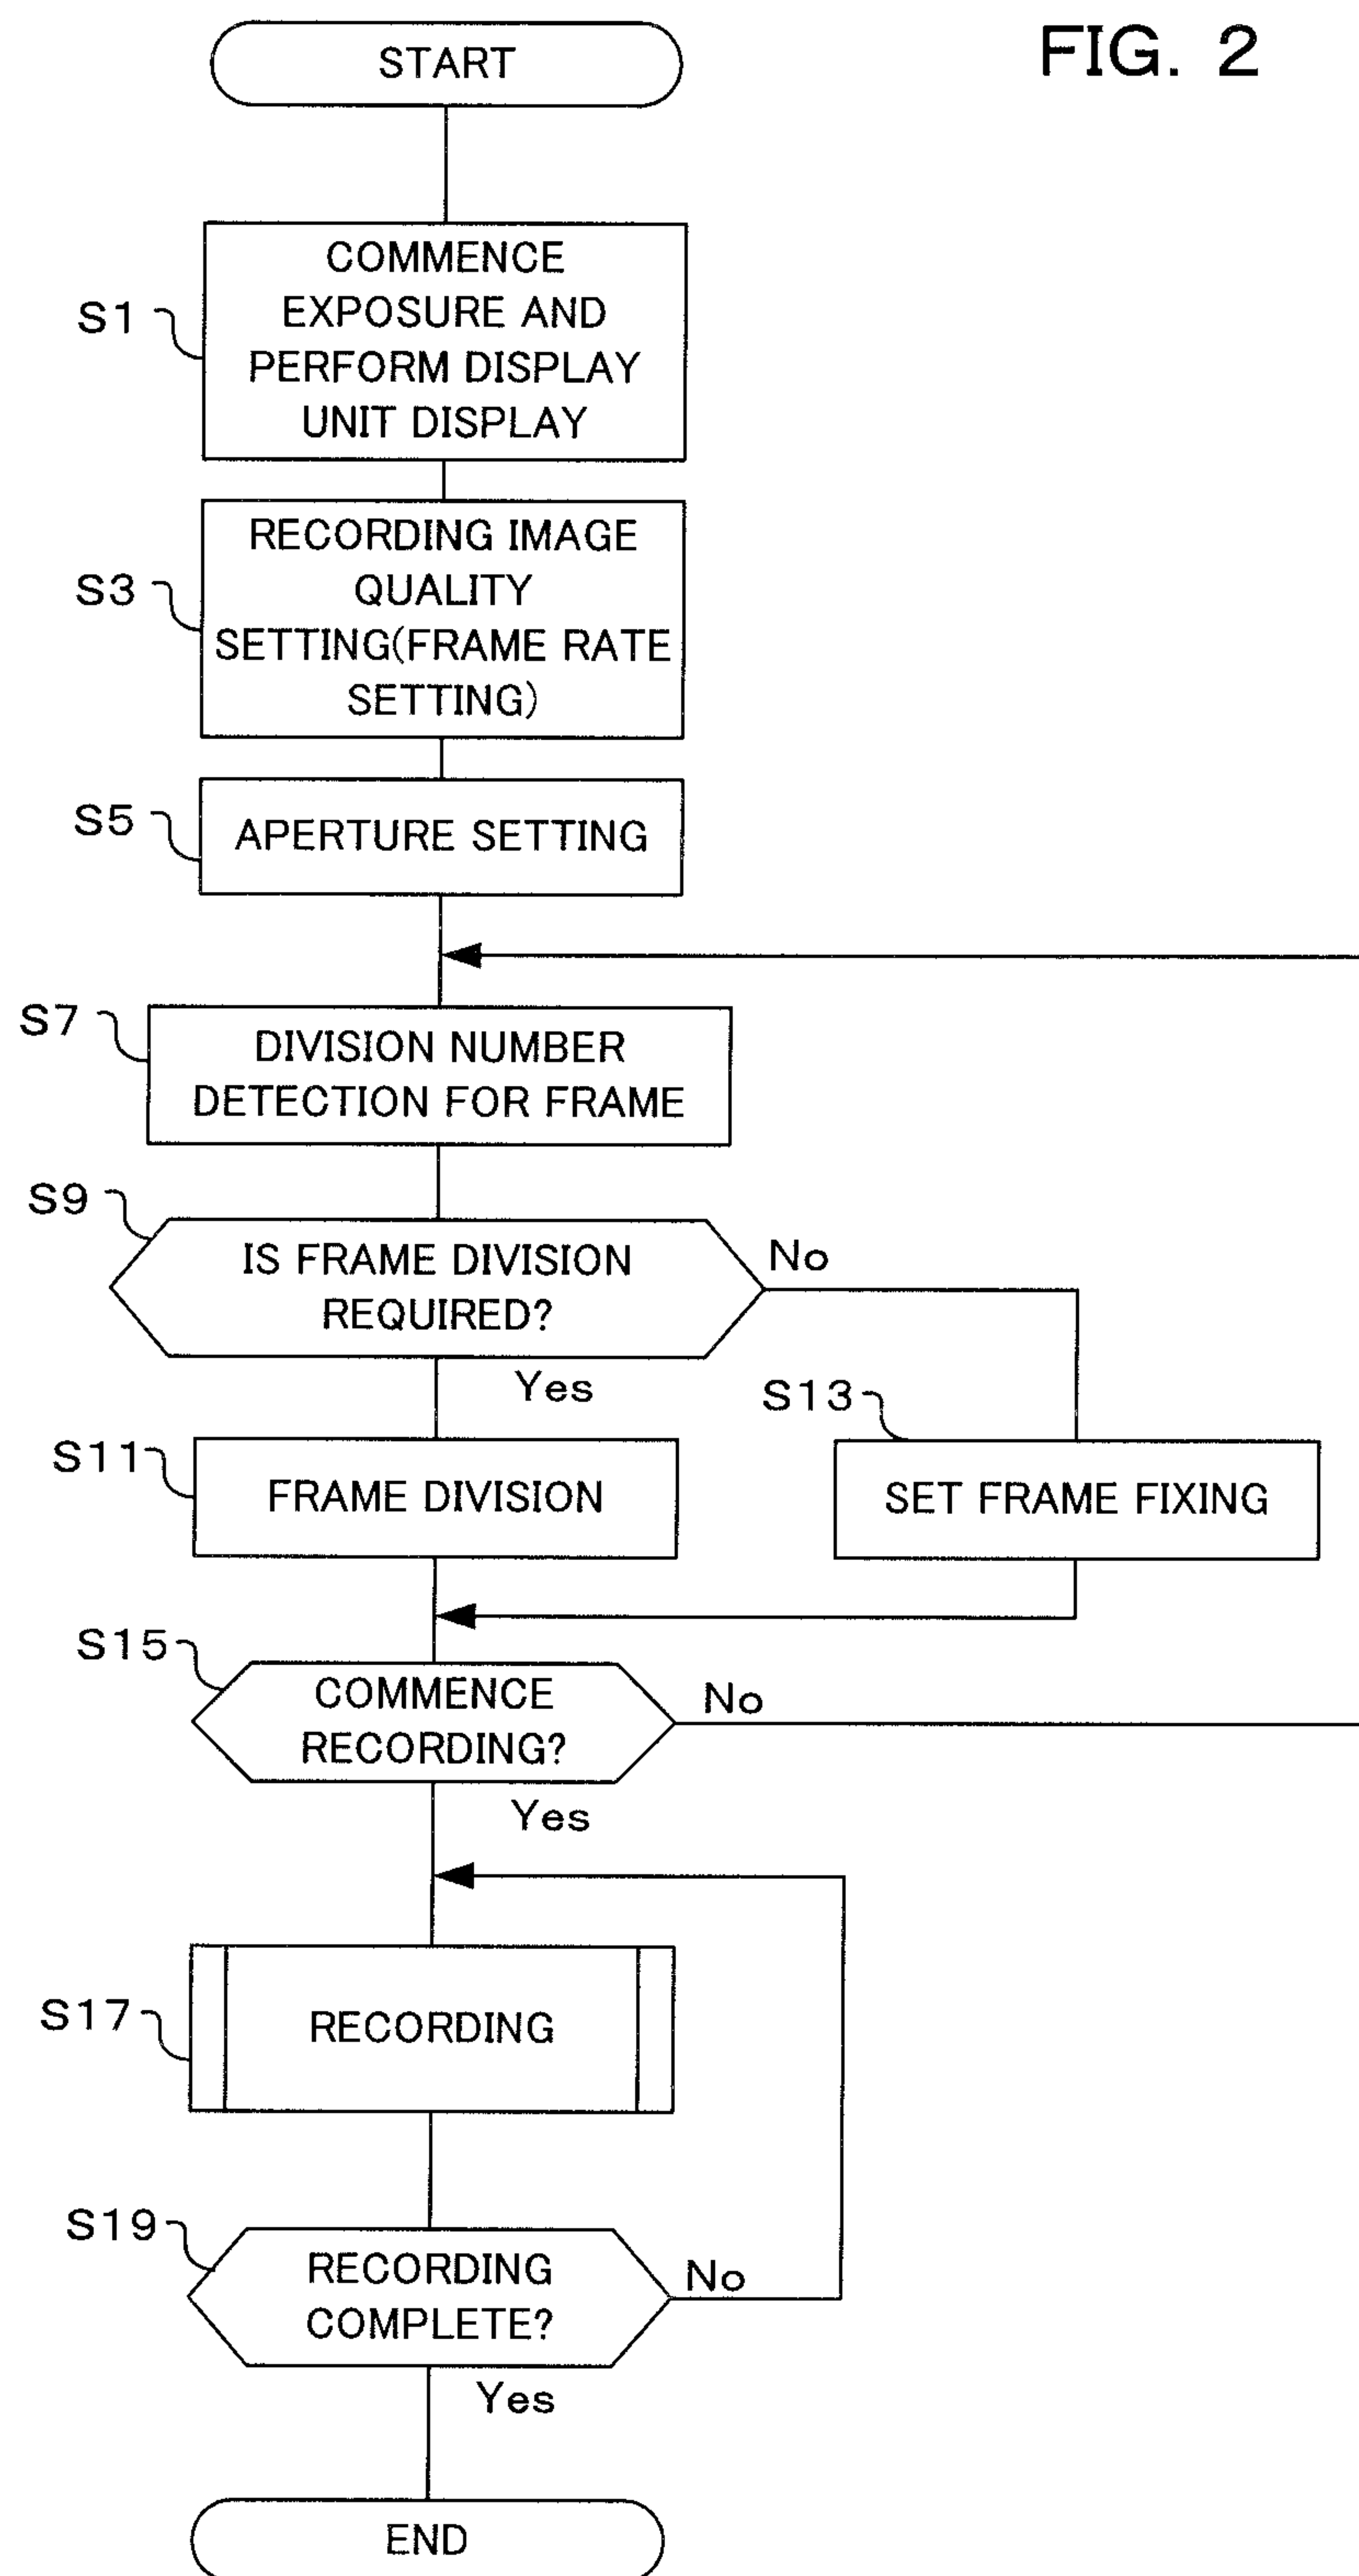 FIG. 2
START
S1
COMMENCE
EXPOSURE AND
PERFORM DISPLAY
UNIT DISPLAY
S3
RECORDING IMAGE
QUALITY
SETTING(FRAME RATE
SETTING)
S5
APERTURE SETTING
S7
DIVISION NUMBER
DETECTION FOR FRAME
S9
IS FRAME DIVISION
REQUIRED?
No
Yes
S13
S11
FRAME DIVISION
SET FRAME FIXING
S15
COMMENCE
RECORDING?
No
Yes
S17
RECORDING
S19
RECORDING
COMPLETE?
No
Yes
END